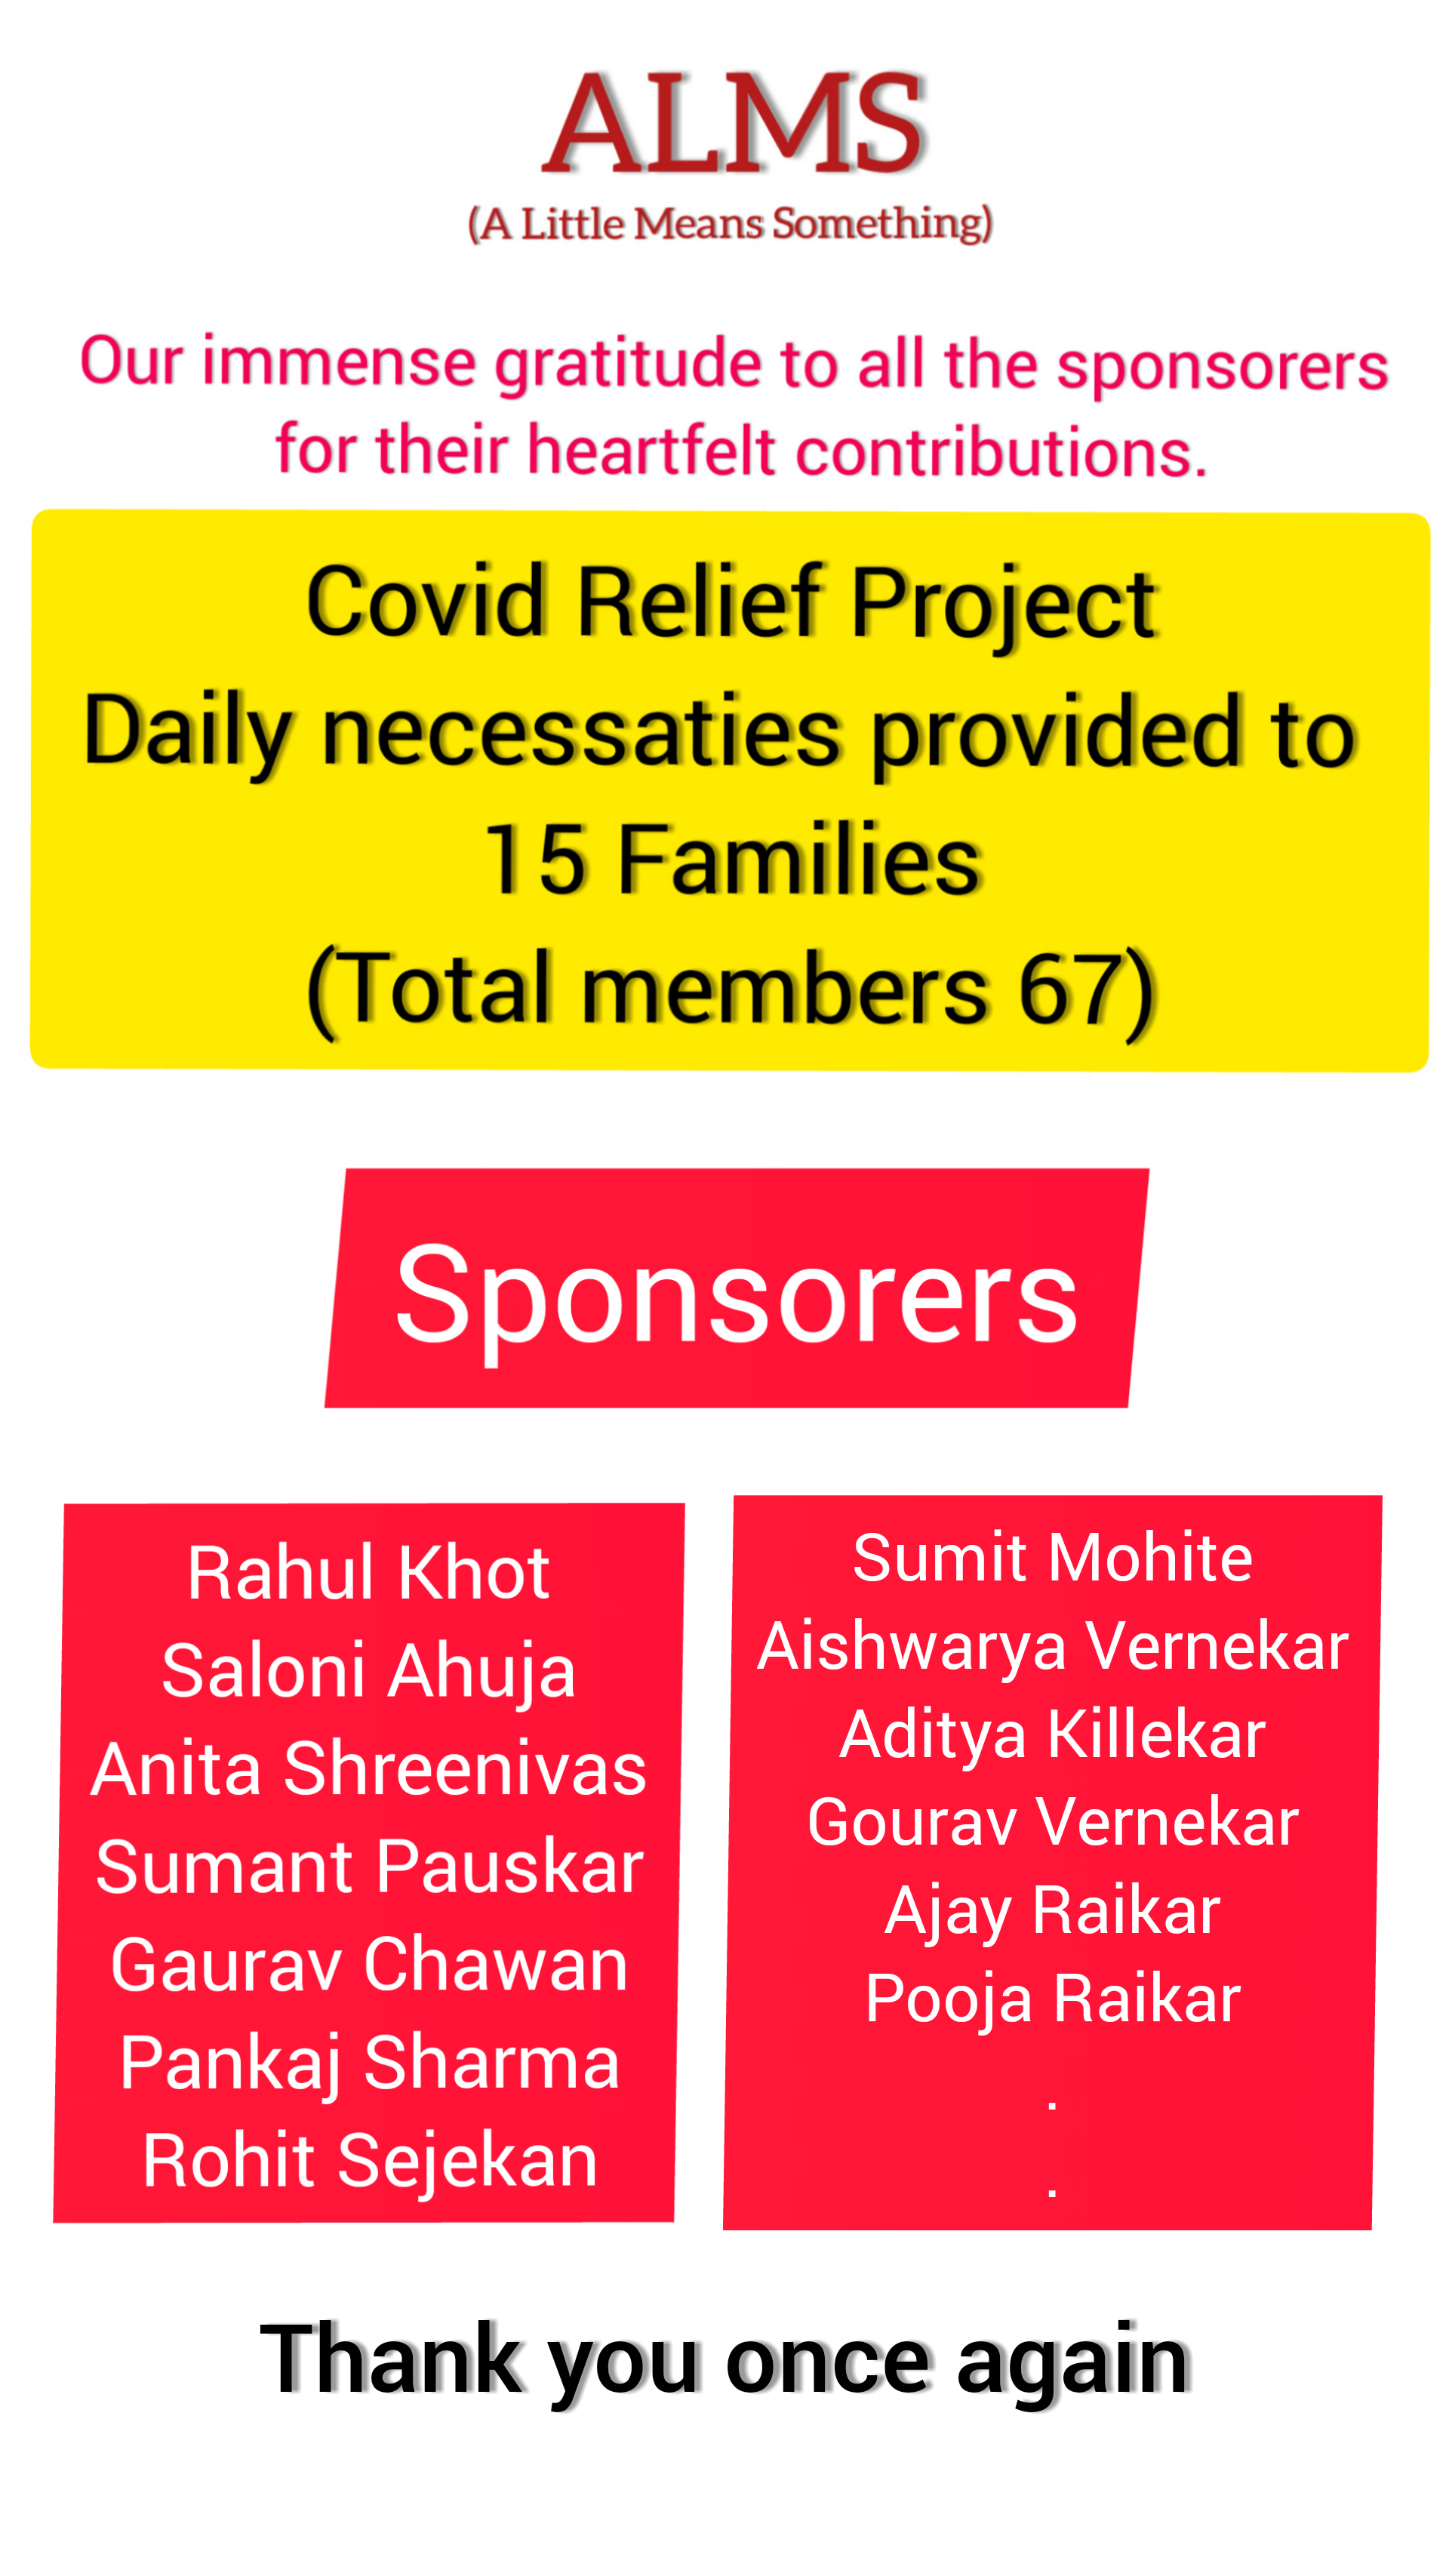 ALMS
(A Little Means Something)
Our immense gratitude to all the sponsorers
for their heartfelt contributions.
Covid Relief Project
Daily necessaties provided to
15 Families
(Total members 67)
Sponsorers
Rahul Khot
Saloni Ahuja
Anita Shreenivas
Sumant Pauskar
Gaurav Chawan
Pankaj Sharma
Rohit Sejekan
Sumit Mohite
Aishwarya Vernekar
Aditya Killekar
Gourav Vernekar
Ajay Raikar
Pooja Raikar
.
.
Thank you once again